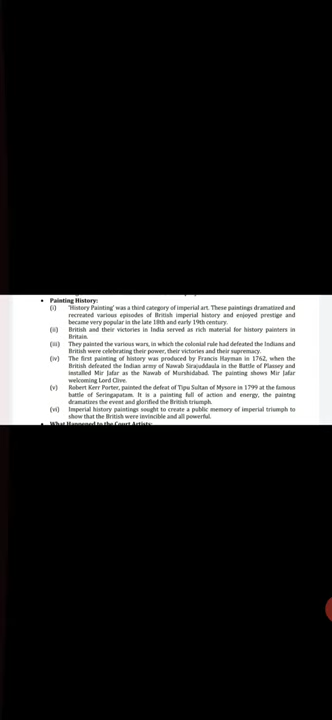 • Painting History:
(i) 'History Painting' was a third category of imperial art. These paintings dramatized and
recreated various episodes of British imperial history and enjoyed prestige and
became very popular in the late 18th and early 19th century.
(ii) British and their victories in India served as rich material for history painters in
Britain.
(iii) They painted the various wars, in which the colonial rule had defeated the Indians and
British were celebrating their power, their victories and their supremacy.
(iv) The first painting of history was produced by Francis Hayman in 1762, when the
British defeated the Indian army of Nawab Sirajuddaula in the Battle of Plassey and
installed Mir Jafar as the Nawab of Murshidabad. The painting shows Mir Jafar
welcoming Lord Clive.
(v) Robert Kerr Porter, painted the defeat of Tipu Sultan of Mysore in 1799 at the famous
battle of Seringapatam. It is a painting full of action and energy, the painting
dramatizes the event and glorified the British triumph.
(vi) Imperial history paintings sought to create a public memory of imperial triumph to
show that the British were invincible and all powerful.
• What Happened to the Court Artists: